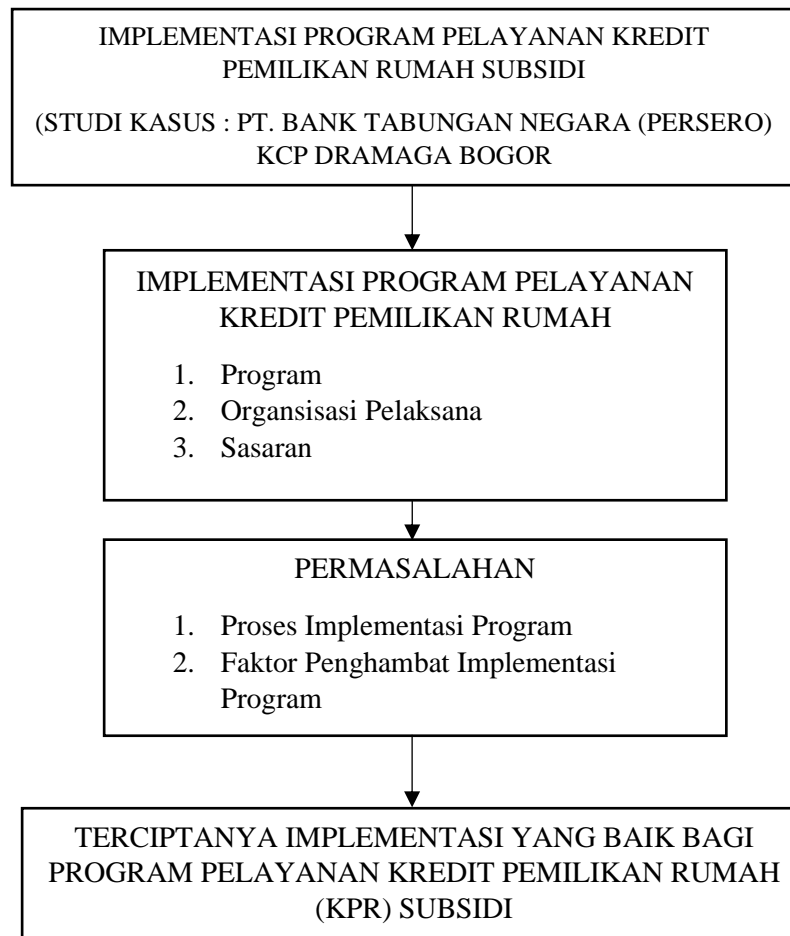 IMPLEMENTASI PROGRAM PELAYANAN KREDIT
PEMILIKAN RUMAH SUBSIDI
(STUDI KASUS : PT. BANK TABUNGAN NEGARA (PERSERO)
KCP DRAMAGA BOGOR
IMPLEMENTASI PROGRAM PELAYANAN
KREDIT PEMILIKAN RUMAH
1. Program
2. Organsisasi Pelaksana
3. Sasaran
PERMASALAHAN
1. Proses Implementasi Program
2. Faktor Penghambat Implementasi
Program
TERCIPTANYA IMPLEMENTASI YANG BAIK BAGI
PROGRAM PELAYANAN KREDIT PEMILIKAN RUMAH
(KPR) SUBSIDI